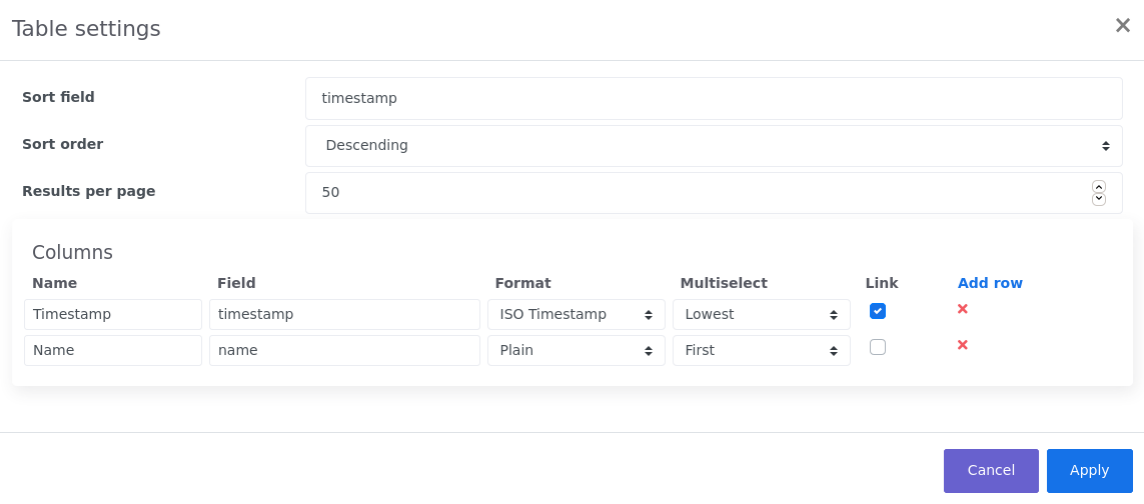 Table settings
Sort field timestamp
Sort order Descending
Results per page 50
Columns
Name Field Format Multiselect Link Add row
Timestamp timestamp ISO Timestamp Lowest
Name name Plain First
Cancel Apply